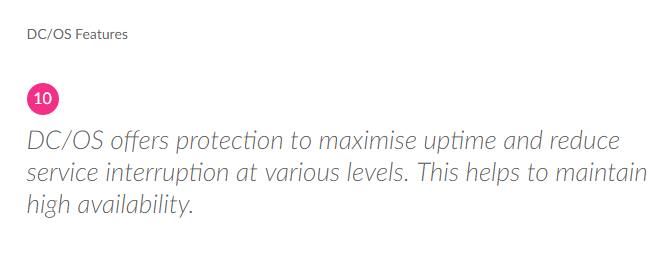 DC/OS Features
10
DC/OS offers protection to maximise uptime and reduce
service interruption at various levels. This helps to maintain
high availability.